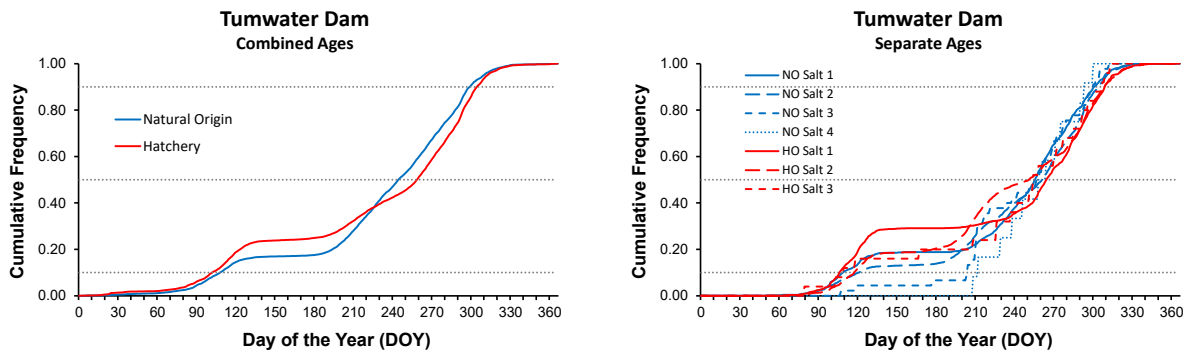 Tumwater Dam
Combined Ages
Cumulative Frequency
1.00
0.80
0.60
0.40
0.20
0.00
Natural Origin
Hatchery
0 30 60 90 120 150 180 210 240 270 300 330 360
Day of the Year (DOY)
Tumwater Dam
Separate Ages
Cumulative Frequency
1.00
0.80
0.60
0.40
0.20
0.00
NO Salt 1
NO Salt 2
NO Salt 3
NO Salt 4
HO Salt 1
HO Salt 2
HO Salt 3
0 30 60 90 120 150 180 210 240 270 300 330 360
Day of the Year (DOY)